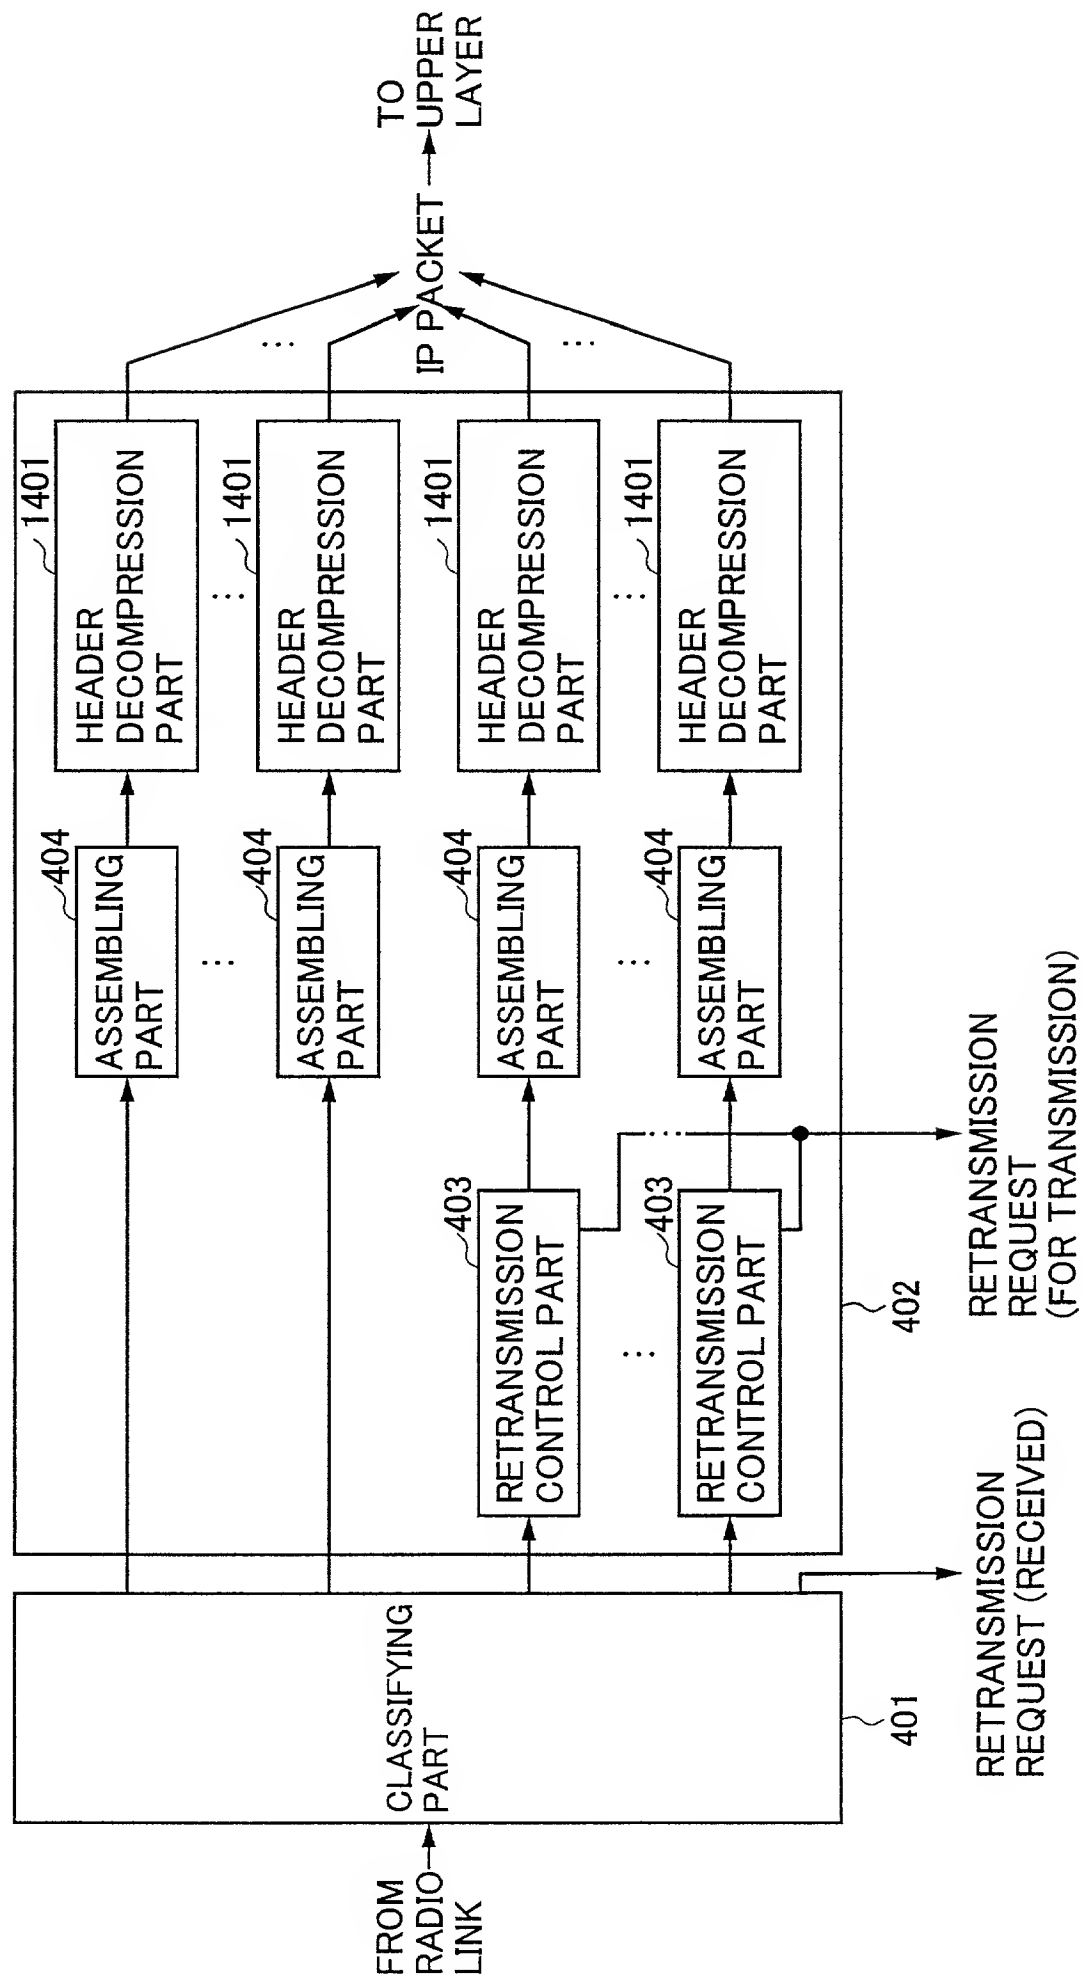 FROM
RADIO
LINK
CLASSIFYING
PART
401
RETRANSMISSION
REQUEST (RECEIVED)
402
403
RETRANSMISSION
CONTROL PART
...
403
RETRANSMISSION
CONTROL PART
...
RETRANSMISSION
REQUEST
(FOR TRANSMISSION)
404
ASSEMBLING
PART
...
404
ASSEMBLING
PART
404
ASSEMBLING
PART
...
404
ASSEMBLING
PART
1401
HEADER
DECOMPRESSION
PART
...
1401
HEADER
DECOMPRESSION
PART
1401
HEADER
DECOMPRESSION
PART
...
1401
HEADER
DECOMPRESSION
PART
...
...
IP PACKET
TO
UPPER
LAYER